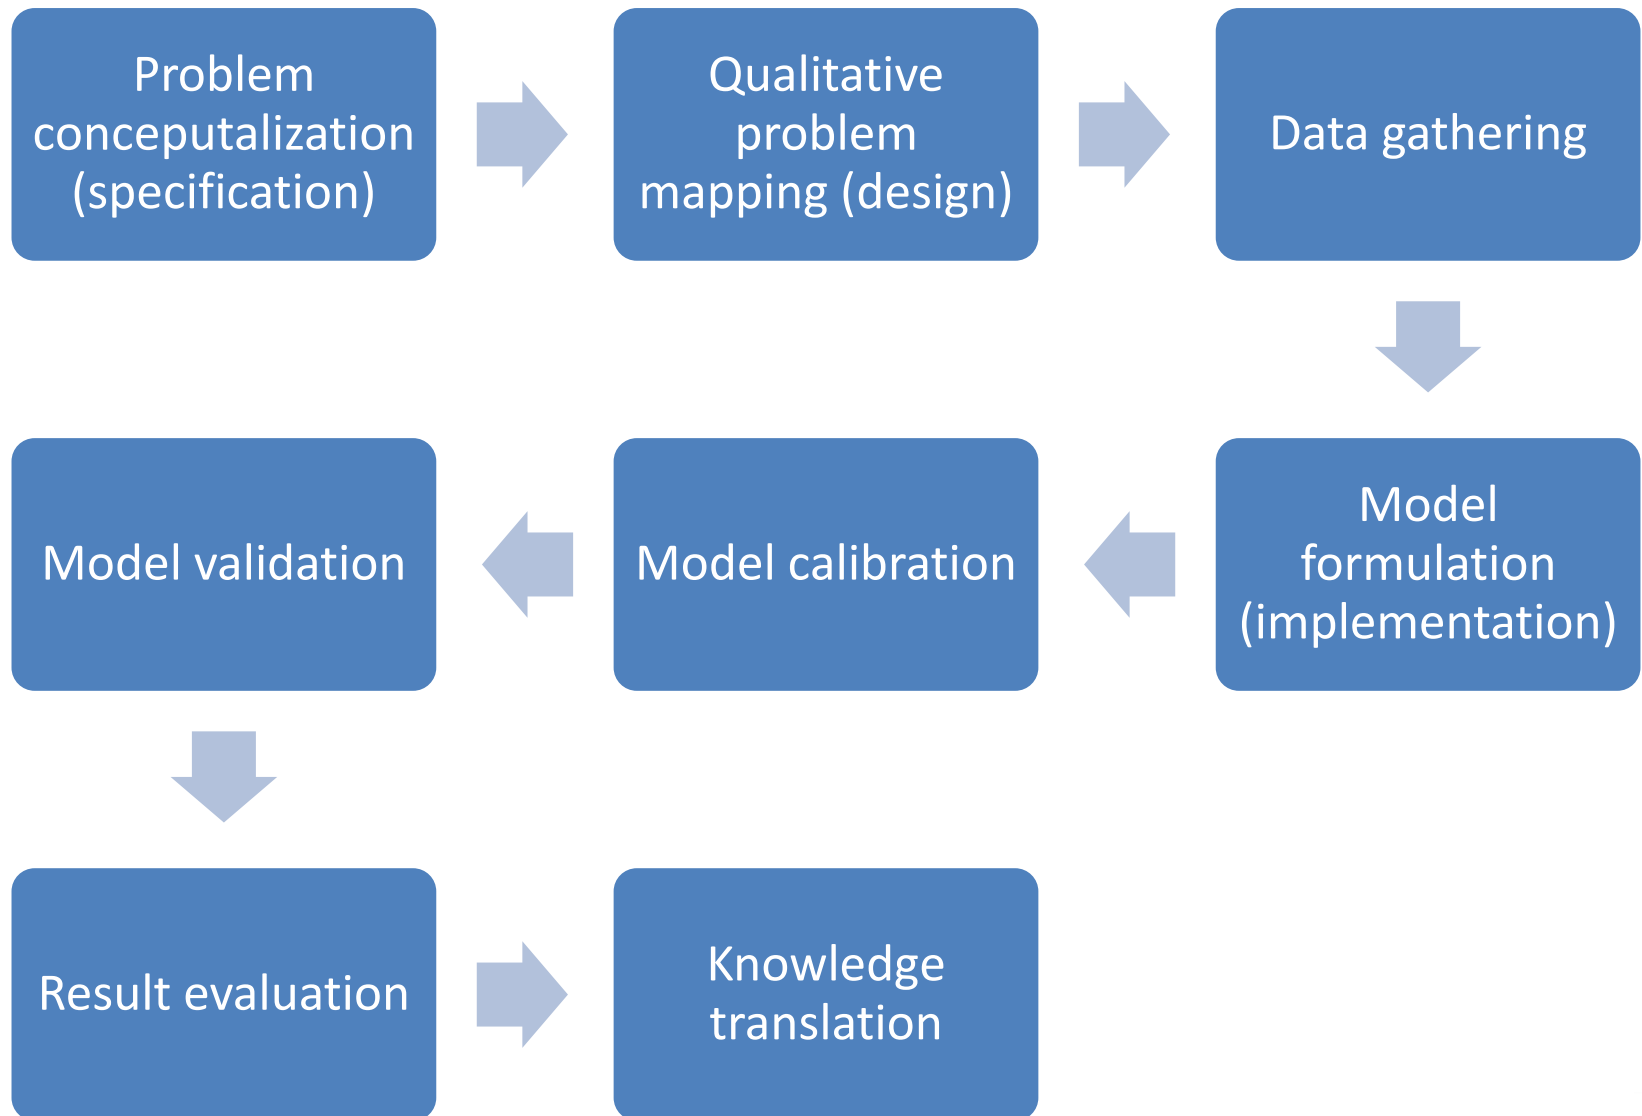 Problem
conceputalization
(specification)
Qualitative
problem
mapping (design)
Data gathering
Model
formulation
(implementation)
Model calibration
Model validation
Result evaluation
Knowledge
translation